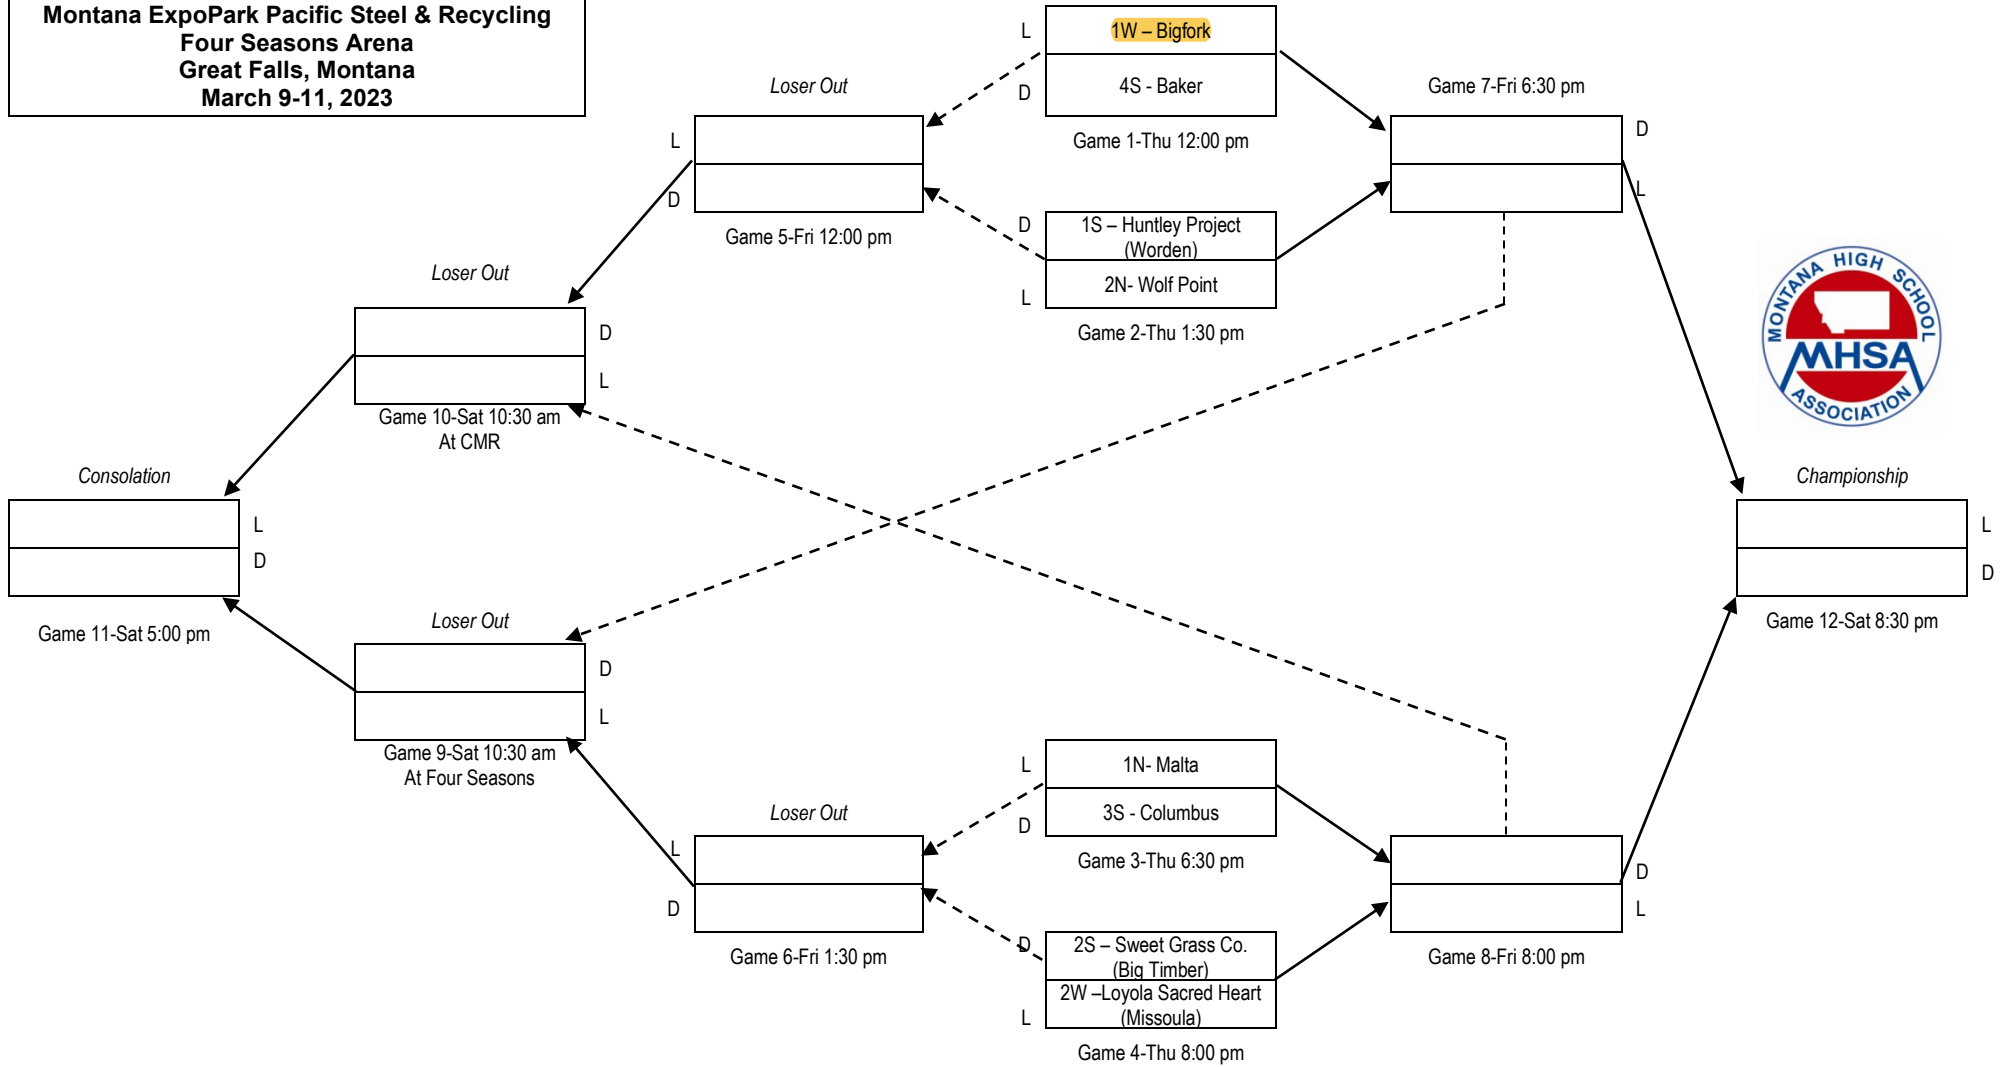 Montana ExpoPark Pacific Steel & Recycling
Four Seasons Arena
Great Falls, Montana
March 9-11, 2023
L
1W – Bigfork
D
4S - Baker
Game 1-Thu 12:00 pm
Loser Out
L
D
Game 5-Fri 12:00 pm
Game 7-Fri 6:30 pm
D
L
D
1S – Huntley Project
(Worden)
L
2N- Wolf Point
Game 2-Thu 1:30 pm
Loser Out
D
L
Game 10-Sat 10:30 am
At CMR
MONTANA HIGH SCHOOL
MHSA
ASSOCIATION
Consolation
L
D
Game 11-Sat 5:00 pm
Championship
L
D
Game 12-Sat 8:30 pm
Loser Out
D
L
Game 9-Sat 10:30 am
At Four Seasons
L
1N- Malta
D
3S - Columbus
Game 3-Thu 6:30 pm
Loser Out
L
D
Game 6-Fri 1:30 pm
D
L
Game 8-Fri 8:00 pm
D
2S – Sweet Grass Co.
(Big Timber)
2W –Loyola Sacred Heart
(Missoula)
L
Game 4-Thu 8:00 pm